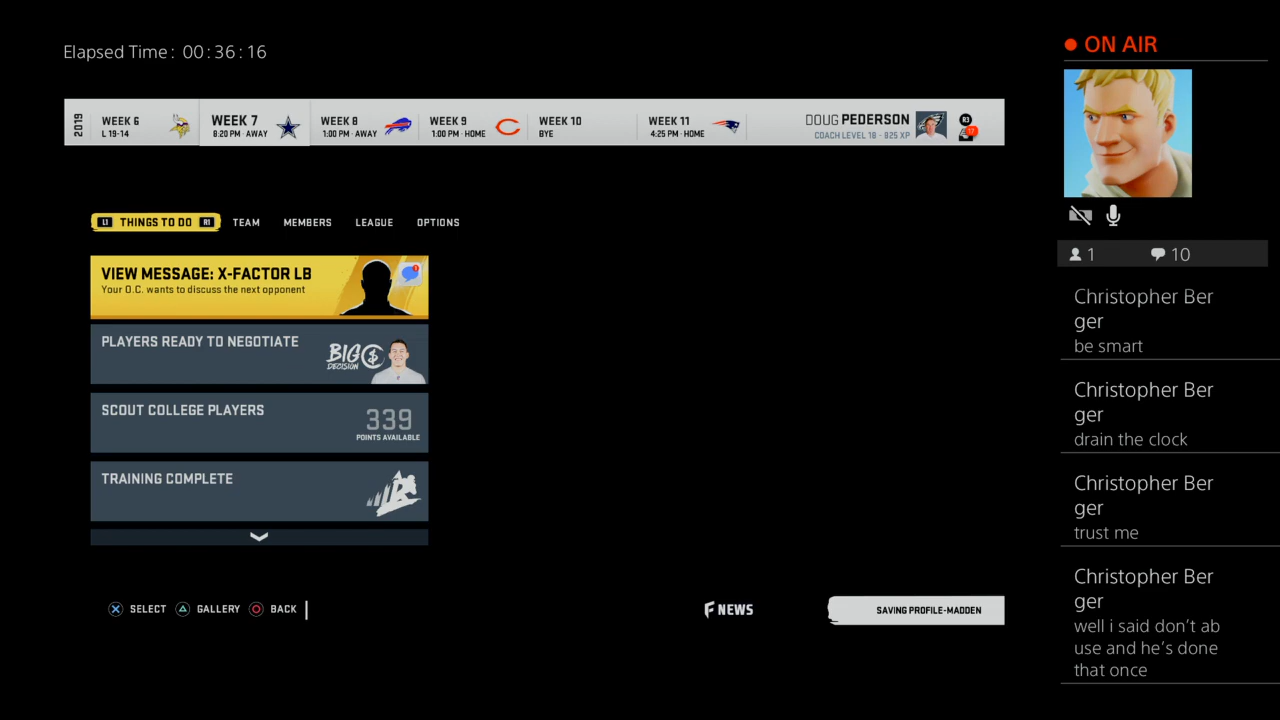 Elapsed Time: 00:36:16
ON AIR
2019
WEEK 6
L 19-14
WEEK 7
8:20 PM · AWAY
WEEK 8
1:00 PM · AWAY
WEEK 9
1:00 PM · HOME
WEEK 10
BYE
WEEK 11
4:25 PM · HOME
DOUG PEDERSON
COACH LEVEL 18 - 925 XP
R3
17
L1 THINGS TO DO R1
TEAM
MEMBERS
LEAGUE
OPTIONS
VIEW MESSAGE: X-FACTOR LB
Your O.C. wants to discuss the next opponent
PLAYERS READY TO NEGOTIATE
BIG DECISION
SCOUT COLLEGE PLAYERS
339
POINTS AVAILABLE
TRAINING COMPLETE
SELECT
GALLERY
BACK
NEWS
SAVING PROFILE-MADDEN
1
10
Christopher Ber
ger
be smart
Christopher Ber
ger
drain the clock
Christopher Ber
ger
trust me
Christopher Ber
ger
well i said don't ab
use and he's done
that once